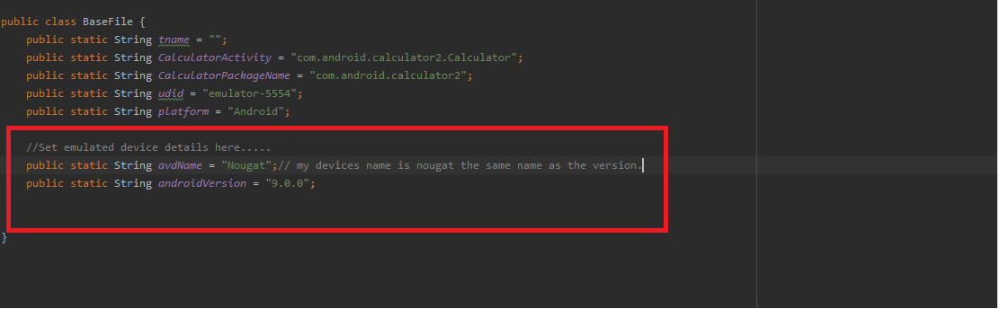 public class BaseFile {
public static String tname = "";
public static String CalculatorActivity = "com.android.calculator2.Calculator";
public static String CalculatorPackageName = "com.android.calculator2";
public static String udid = "emulator-5554";
public static String platform = "Android";
//Set emulated device details here.....
public static String avdName = "Nougat";// my devices name is nougat the same name as the version.
public static String androidVersion = "9.0.0";
}